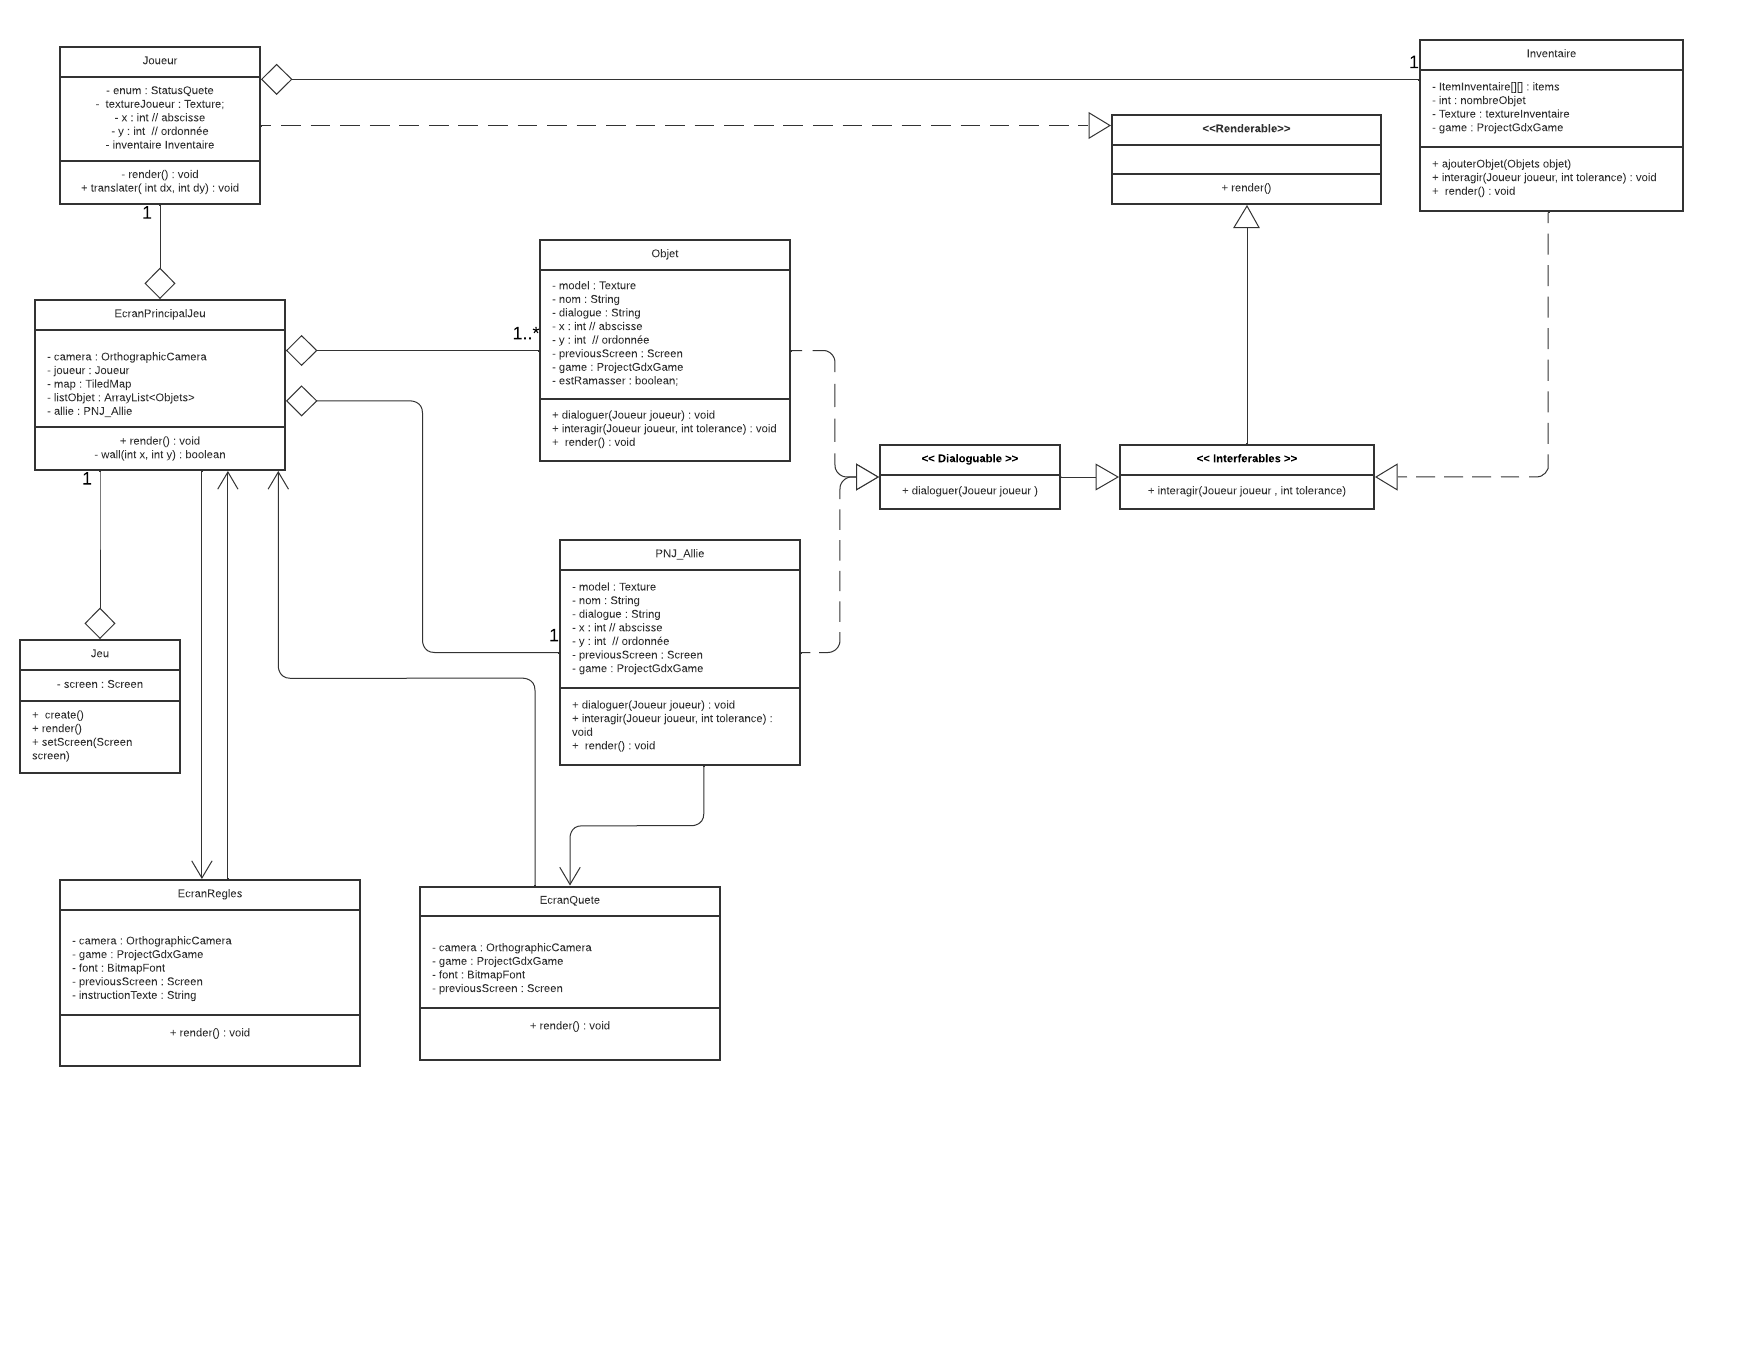 Joueur
- enum : StatusQuete
- textureJoueur : Texture;
- x : int // abscisse
- y : int // ordonnée
- inventaire Inventaire
- render() : void
+ translater( int dx, int dy) : void
1
1
Inventaire
- ItemInventaire[][] : items
- int : nombreObjet
- Texture : textureInventaire
- game : ProjectGdxGame
+ ajouterObjet(Objets objet)
+ interagir(Joueur joueur, int tolerance) : void
+ render() : void
<<Renderable>>
+ render()
EcranPrincipalJeu
- camera : OrthographicCamera
- joueur : Joueur
- map : TiledMap
- listObjet : ArrayList<Objets>
- allie : PNJ_Allie
+ render() : void
- wall(int x, int y) : boolean
1
1..*
Objet
- model : Texture
- nom : String
- dialogue : String
- x : int // abscisse
- y : int // ordonnée
- previousScreen : Screen
- game : ProjectGdxGame
- estRamasser : boolean;
+ dialoguer(Joueur joueur) : void
+ interagir(Joueur joueur, int tolerance) : void
+ render() : void
<< Dialoguable >>
+ dialoguer(Joueur joueur )
<< Interferables >>
+ interagir(Joueur joueur , int tolerance)
1
PNJ_Allie
- model : Texture
- nom : String
- dialogue : String
- x : int // abscisse
- y : int // ordonnée
- previousScreen : Screen
- game : ProjectGdxGame
+ dialoguer(Joueur joueur) : void
+ interagir(Joueur joueur, int tolerance) :
void
+ render() : void
Jeu
- screen : Screen
+ create()
+ render()
+ setScreen(Screen
screen)
EcranRegles
- camera : OrthographicCamera
- game : ProjectGdxGame
- font : BitmapFont
- previousScreen : Screen
- instructionTexte : String
+ render() : void
EcranQuete
- camera : OrthographicCamera
- game : ProjectGdxGame
- font : BitmapFont
- previousScreen : Screen
+ render() : void